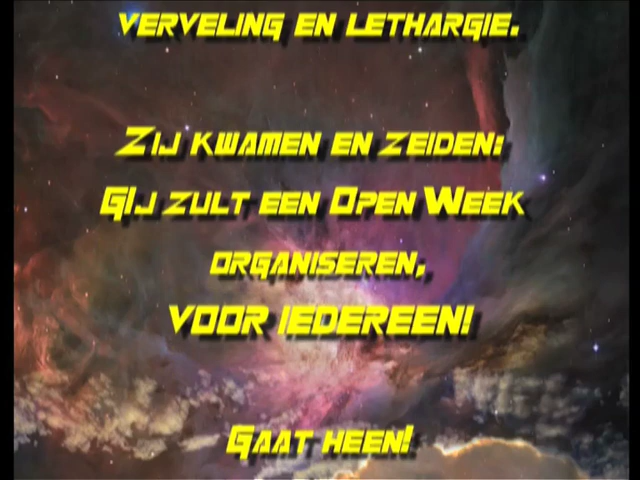 verveling en lethargie.
Zij kwamen en zeiden:
Gij zult een Open Week
organiseren,
VOOR IEDEREEN!
Gaat heen!